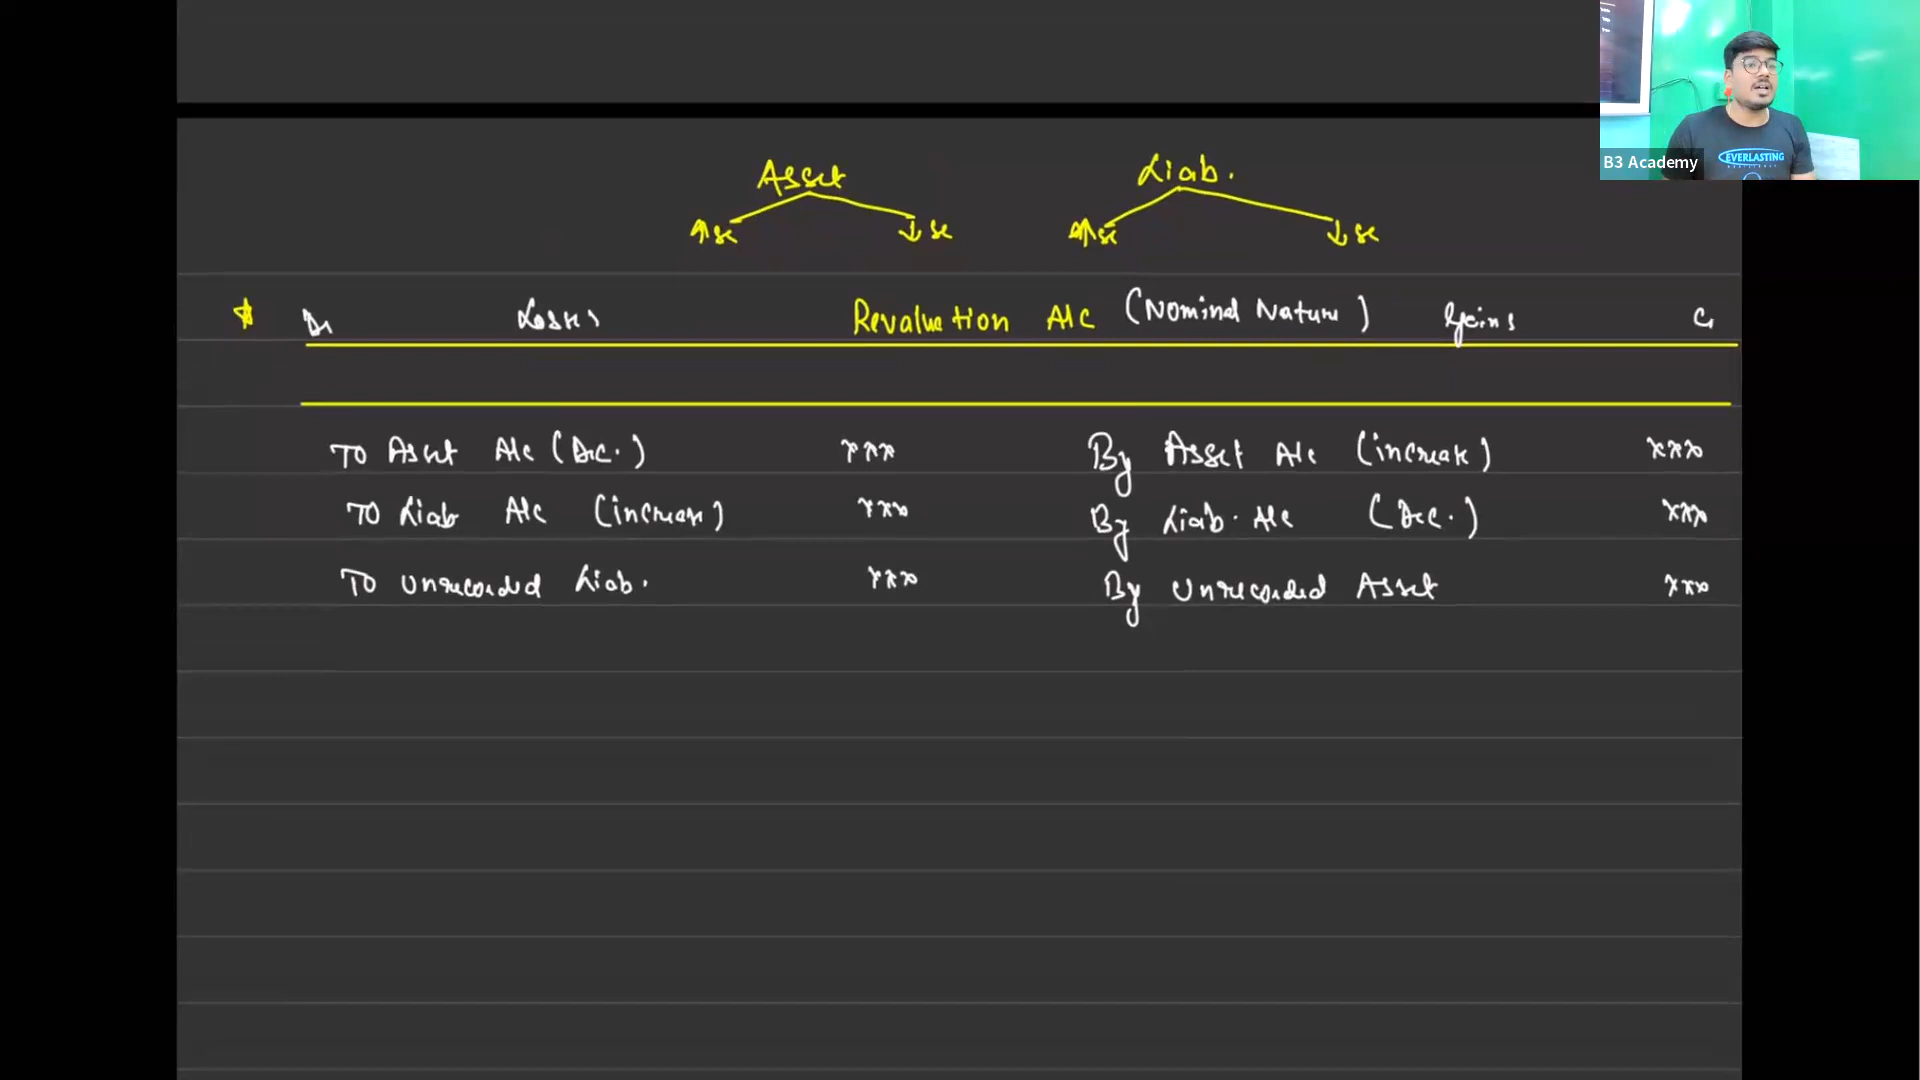 Asset Liab.
↑se ↓se ↑se ↓se
Dr Losses Revaluation A/c (Nominal Nature) Gains Cr
To Asset A/c (Dec.) xxx By Asset A/c (increase) xxx
To Liab A/c (increase) xxx By Liab. A/c (Dec.) xxx
To Unrecorded Liab. xxx By Unrecorded Asset xxx
B3 Academy
EVERLASTING